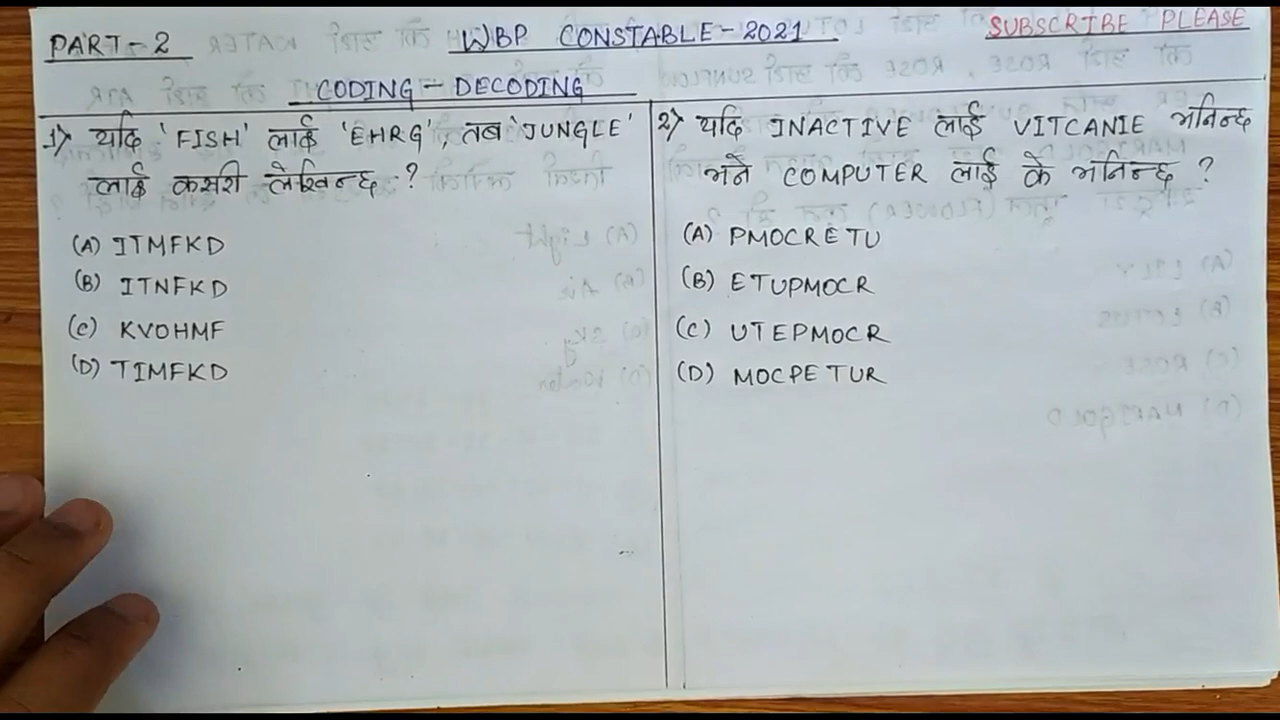 PART-2 WBP CONSTABLE-2021 SUBSCRIBE PLEASE
CODING-DECODING
1) यदि 'FISH' लाई 'EHRG', तब 'JUNGLE'
लाई कसरी लेखिन्छ ?
(A) ITMFKD
(B) ITNFKD
(C) KVOHMF
(D) TIMFKD
2) यदि INACTIVE लाई VITCANIE भनिन्छ
भने COMPUTER लाई के भनिन्छ ?
(A) PMOCRETU
(B) ETUPMOCR
(C) UTEPMOCR
(D) MOCPETUR